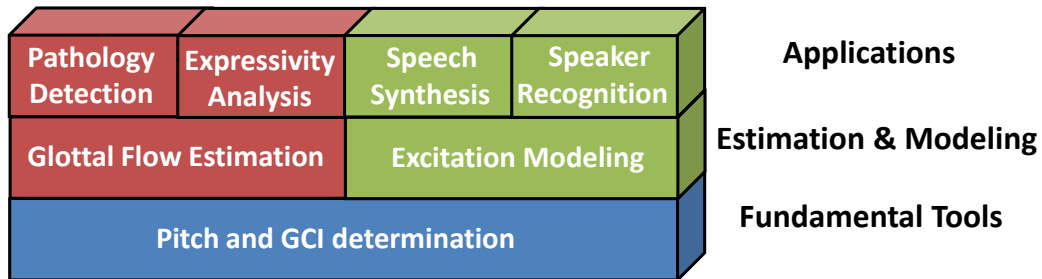 Pathology
Detection
Expressivity
Analysis
Speech
Synthesis
Speaker
Recognition
Applications
Glottal Flow Estimation
Excitation Modeling
Estimation & Modeling
Pitch and GCI determination
Fundamental Tools